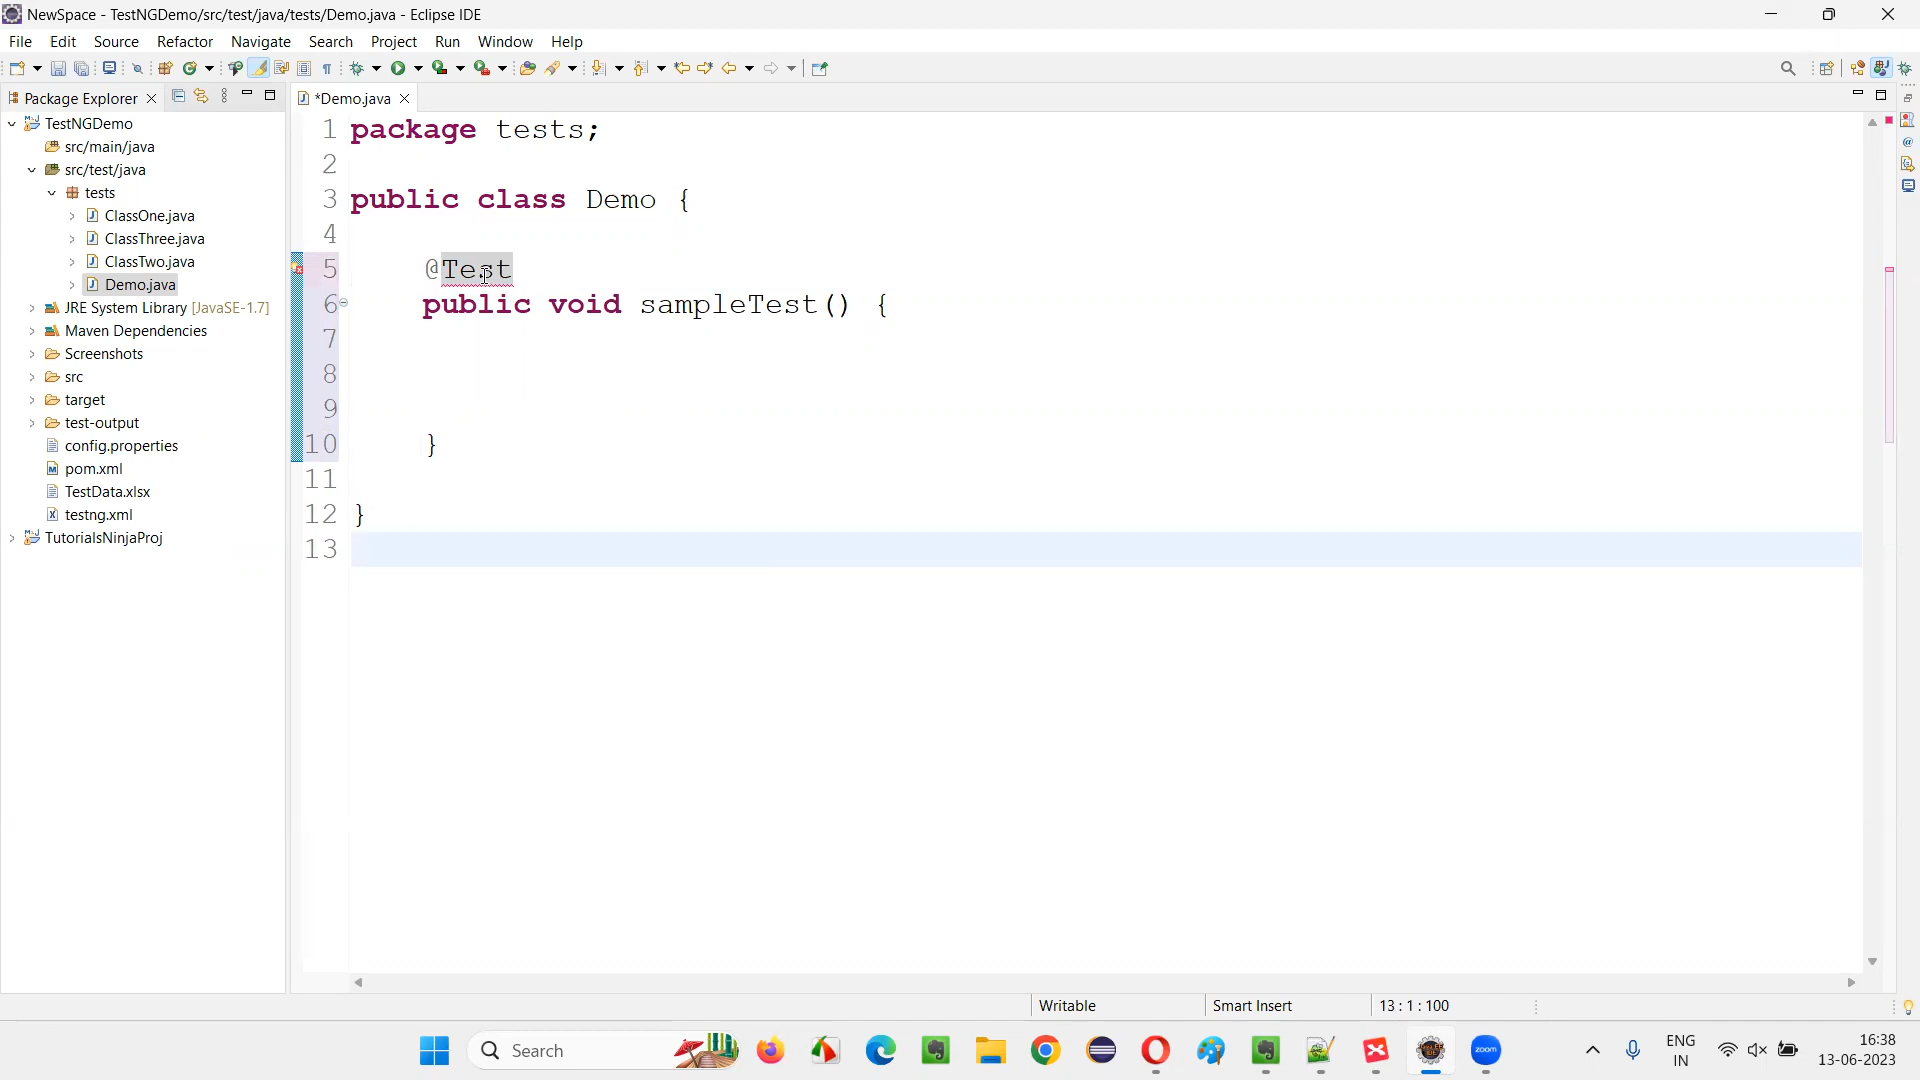 NewSpace - TestNGDemo/src/test/java/tests/Demo.java - Eclipse IDE
File Edit Source Refactor Navigate Search Project Run Window Help
Package Explorer
*Demo.java
TestNGDemo
src/main/java
src/test/java
tests
ClassOne.java
ClassThree.java
ClassTwo.java
Demo.java
JRE System Library [JavaSE-1.7]
Maven Dependencies
Screenshots
src
target
test-output
config.properties
pom.xml
TestData.xlsx
testng.xml
TutorialsNinjaProj
1 package tests;
2
3 public class Demo {
4
5 @Test
6 public void sampleTest() {
7
8
9
10 }
11
12 }
13
Writable Smart Insert 13 : 1 : 100
Search
zoom
ENG
IN
16:38
13-06-2023